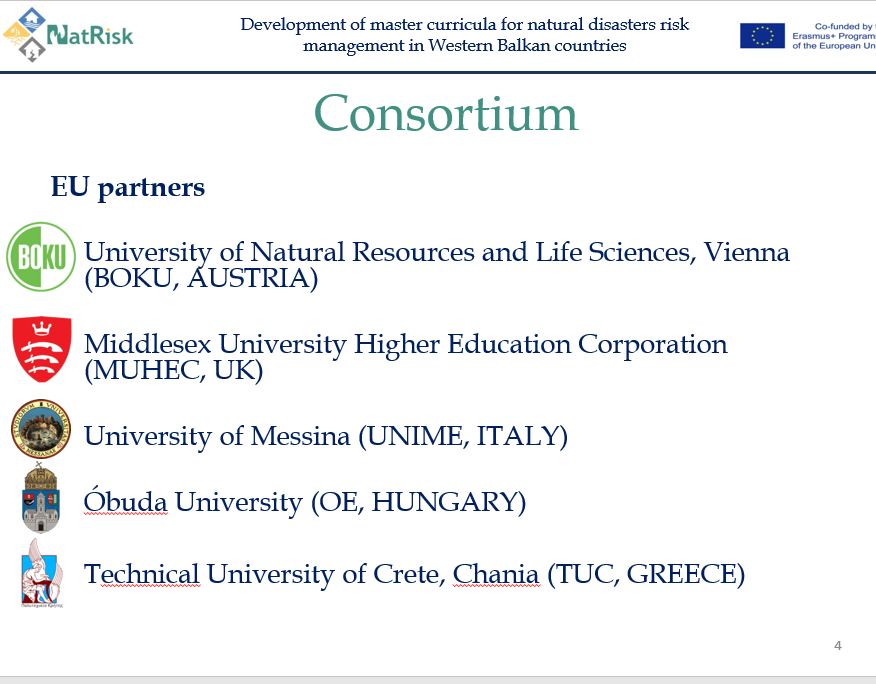 NatRisk
Development of master curricula for natural disasters risk
management in Western Balkan countries
Co-funded by
Erasmus+ Program
of the European Un
Consortium
EU partners
BOKU
University of Natural Resources and Life Sciences, Vienna
(BOKU, AUSTRIA)
Middlesex University Higher Education Corporation
(MUHEC, UK)
University of Messina (UNIME, ITALY)
Óbuda University (OE, HUNGARY)
Technical University of Crete, Chania (TUC, GREECE)
4